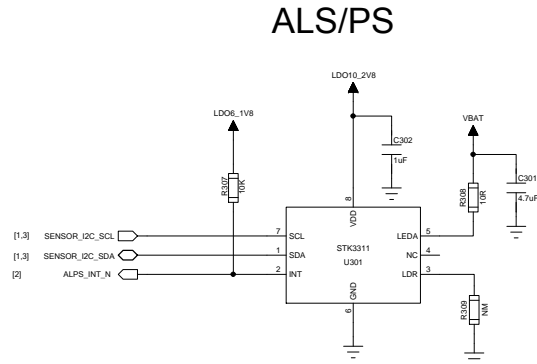 ALS/PS
LDO10_2V8
LDO6_1V8
VBAT
C302
1uF
R307
10K
R308
10R
C301
4.7uF
8
VDD
[1,3] SENSOR_I2C_SCL 7 SCL
LEDA 5
STK3311
[1,3] SENSOR_I2C_SDA 1 SDA
NC 4
U301
[2] ALPS_INT_N 2 INT
LDR 3
GND
6
R309
NM